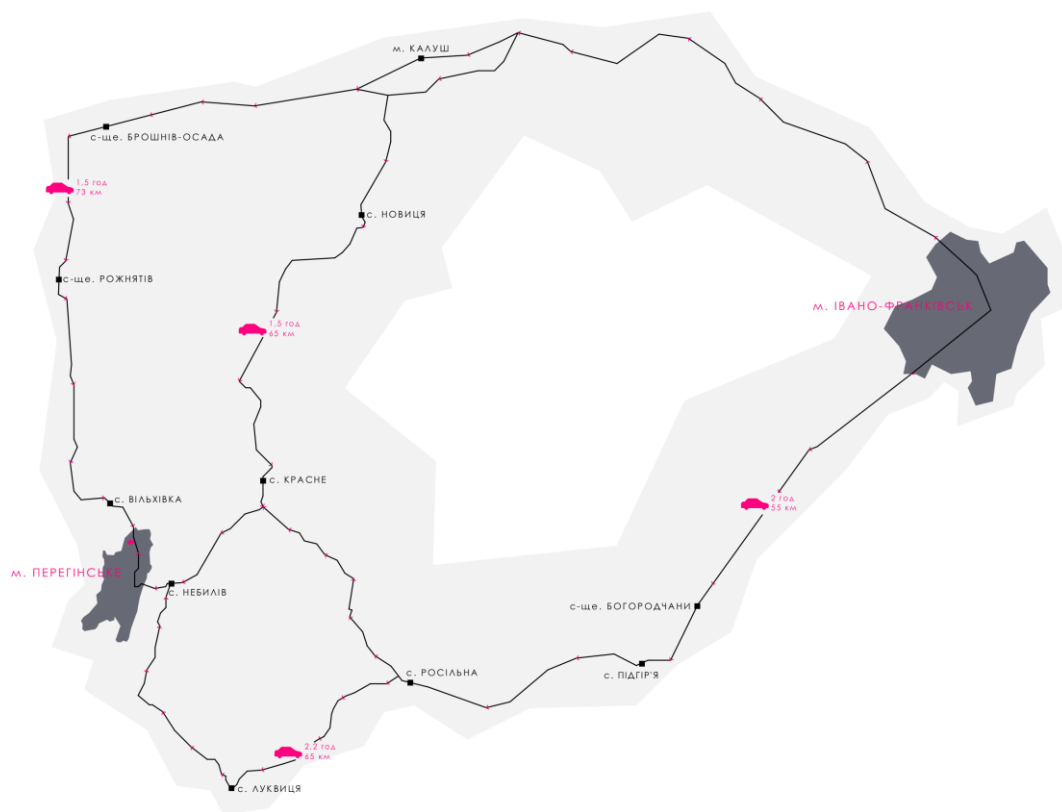 м. КАЛУШ
с-ще. БРОШНІВ-ОСАДА
1,5 год
73 км
с. НОВИЦЯ
с-ще. РОЖНЯТІВ
м. ІВАНО-ФРАНКІВСЬК
1,5 год
65 км
с. КРАСНЕ
с. ВІЛЬХІВКА
2 год
55 км
м. ПЕРЕГІНСЬКЕ
с. НЕБИЛІВ
с-ще. БОГОРОДЧАНИ
с. РОСІЛЬНА
с. ПІДГІР'Я
2,2 год
65 км
с. ЛУКВИЦЯ